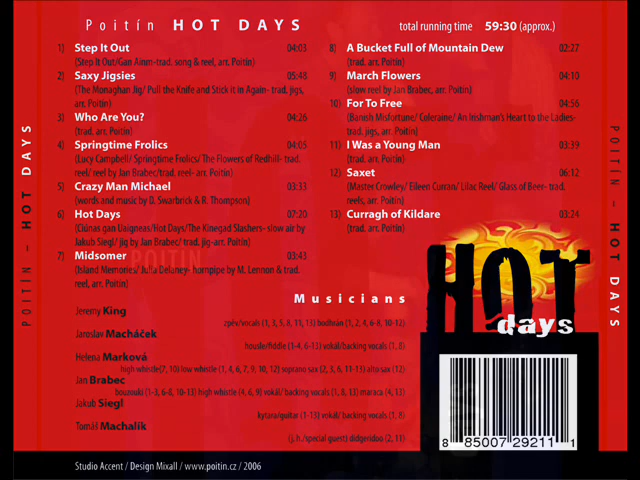 Poitín HOT DAYS
total running time 59:30 (approx.)
1) Step It Out 04:03
(Step It Out/Gan Ainm-trad. song & reel, arr. Poitín)
2) Saxy Jigsies 05:48
(The Monaghan Jig/ Pull the Knife and Stick it in Again- trad. jigs,
arr. Poitín)
3) Who Are You? 04:26
(trad. arr. Poitín)
4) Springtime Frolics 04:05
(Lucy Campbell/ Springtime Frolics/ The Flowers of Redhill- trad.
reel/ reel by Jan Brabec/trad. reel- arr. Poitín)
5) Crazy Man Michael 03:33
(words and music by D. Swarbrick & R. Thompson)
6) Hot Days 07:20
(Ciúnas gan Uaigneas/Hot Days/The Kinegad Slashers- slow air by
Jakub Siegl/ jig by Jan Brabec/ trad. jig-arr. Poitín)
7) Midsomer 03:43
(Island Memories/ Julia Delaney- hornpipe by M. Lennon & trad.
reel, arr. Poitín)
8) A Bucket Full of Mountain Dew 02:27
(trad. arr. Poitín)
9) March Flowers 04:10
(slow reel by Jan Brabec, arr. Poitín)
10) For To Free 04:56
(Banish Misfortune/ Coleraine/ An Irishman's Heart to the Ladies-
trad. jigs, arr. Poitín)
11) I Was a Young Man 03:39
(trad. arr. Poitín)
12) Saxet 06:12
(Master Crowley/ Eileen Curran/ Lilac Reel/ Glass of Beer- trad.
reels, arr. Poitín)
13) Curragh of Kildare 03:24
(trad. arr. Poitín)
POITÍN
Musicians
Jeremy King
zpěv/vocals (1, 3, 5, 8, 11, 13) bodhrán (1, 2, 4, 6-8, 10-12)
Jaroslav Macháček
housle/fiddle (1-4, 6-13) vokál/backing vocals (1, 8)
Helena Marková
high whistle(7, 10) low whistle (1, 4, 6, 7, 9, 10, 12) soprano sax (2, 3, 6, 11-13) alto sax (12)
Jan Brabec
bouzouki (1-3, 6-8, 10-13) high whistle (4, 6, 9) vokál/ backing vocals (1, 8, 13) maraca (4, 13)
Jakub Siegl
kytara/guitar (1-13) vokál/ backing vocals (1, 8)
Tomáš Machalík
(j. h./special guest) didgeridoo (2, 11)
HOT
days
8 85007 29211 1
Studio Accent / Design Mixall / www.poitin.cz / 2006
POITÍN – HOT DAYS
POITÍN – HOT DAYS